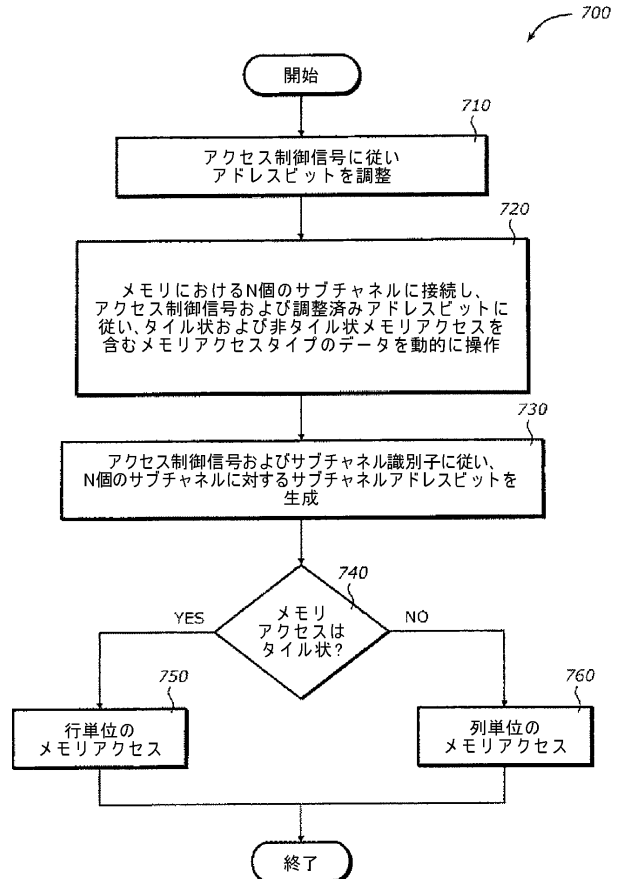 700
開始
710
アクセス制御信号に従い
アドレスビットを調整
720
メモリにおけるN個のサブチャネルに接続し、
アクセス制御信号および調整済みアドレスビットに
従い、タイル状および非タイル状メモリアクセスを
含むメモリアクセスタイプのデータを動的に操作
730
アクセス制御信号およびサブチャネル識別子に従い、
N個のサブチャネルに対するサブチャネルアドレスビットを
生成
740
メモリ
アクセスは
タイル状?
YES
NO
750
行単位の
メモリアクセス
760
列単位の
メモリアクセス
終了